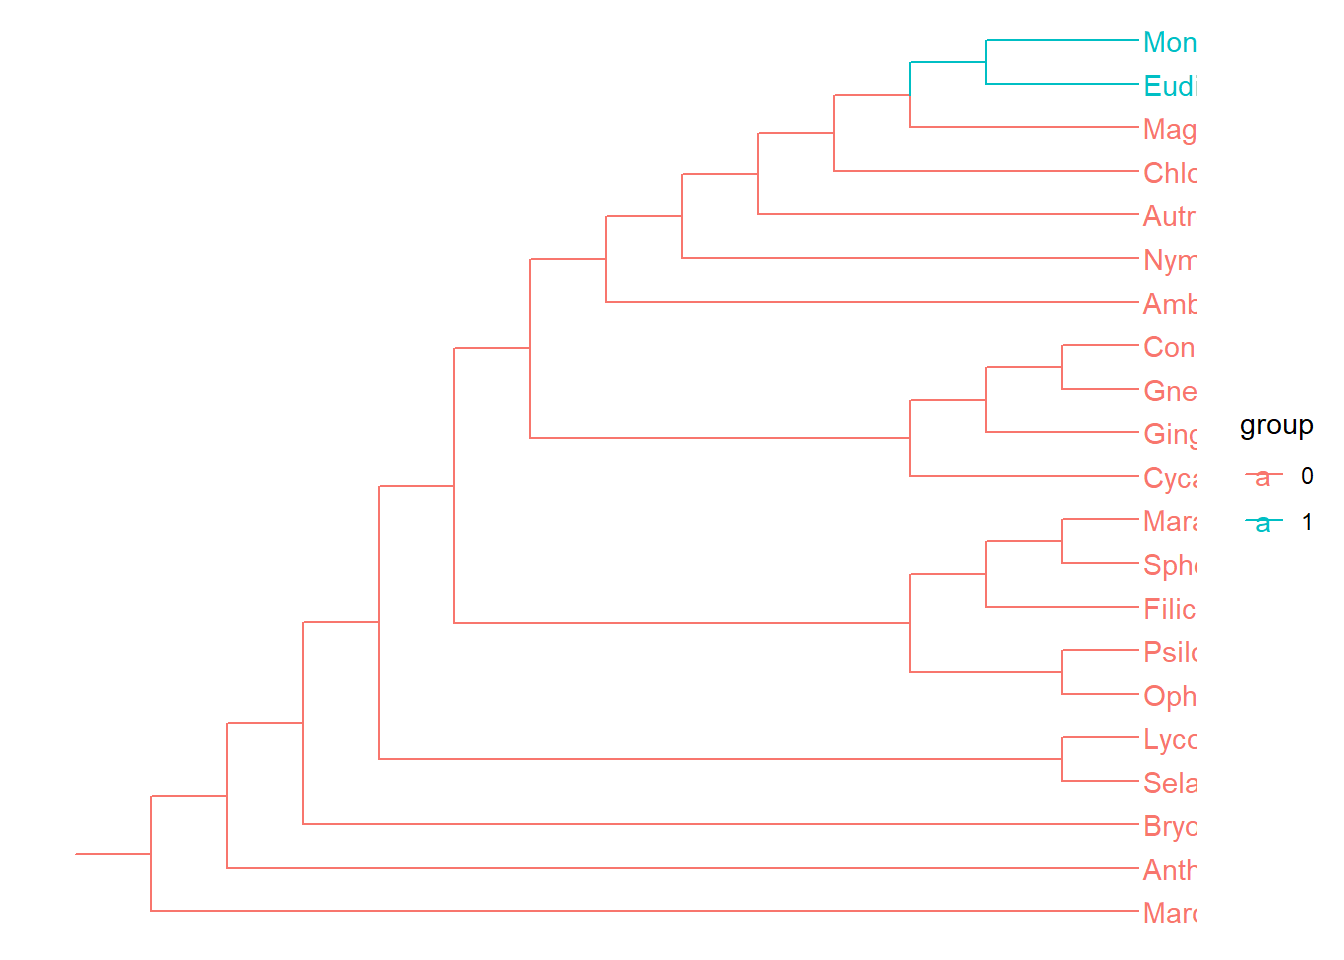 Mon
Eudi
Mag
Chlo
Autr
Nym
Amb
Con
Gne
Ging
Cyca
Mara
Sphe
Filic
Psilo
Oph
Lyco
Sela
Bryo
Anth
Marc
group
a 0
a 1